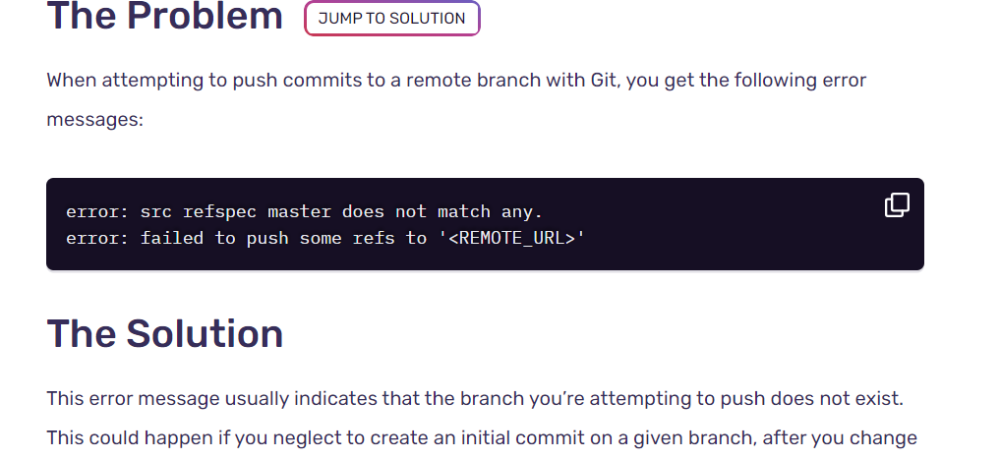 The Problem JUMP TO SOLUTION
When attempting to push commits to a remote branch with Git, you get the following error
messages:
error: src refspec master does not match any.
error: failed to push some refs to '<REMOTE_URL>'
The Solution
This error message usually indicates that the branch you’re attempting to push does not exist.
This could happen if you neglect to create an initial commit on a given branch, after you change